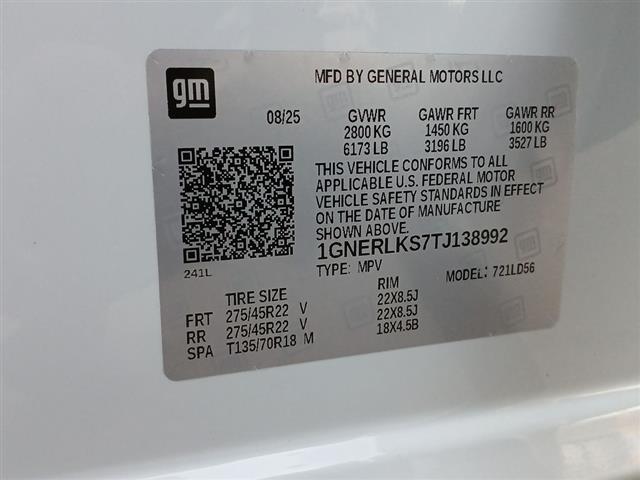 gm
MFD BY GENERAL MOTORS LLC
08/25 GVWR GAWR FRT GAWR RR
2800 KG 1450 KG 1600 KG
6173 LB 3196 LB 3527 LB
THIS VEHICLE CONFORMS TO ALL
APPLICABLE U.S. FEDERAL MOTOR
VEHICLE SAFETY STANDARDS IN EFFECT
ON THE DATE OF MANUFACTURE
SHOWN ABOVE.
1GNERLKS7TJ138992
241L TYPE: MPV MODEL: 721LD56
TIRE SIZE RIM
FRT 275/45R22 V 22X8.5J
RR 275/45R22 V 22X8.5J
SPA T135/70R18 M 18X4.5B